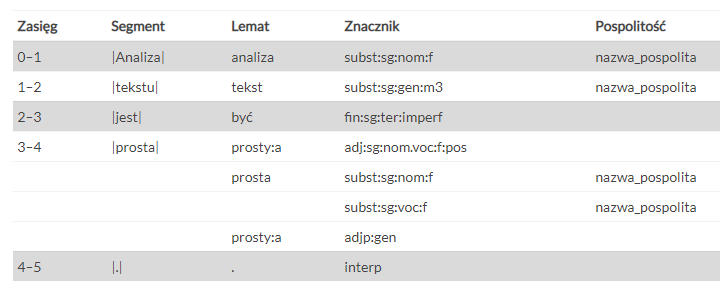 Zasięg Segment Lemat Znacznik Pospolitość
0–1 |Analiza| analiza subst:sg:nom:f nazwa_pospolita
1–2 |tekstu| tekst subst:sg:gen:m3 nazwa_pospolita
2–3 |jest| być fin:sg:ter:imperf
3–4 |prosta| prosty:a adj:sg:nom.voc:f:pos
prosta subst:sg:nom:f nazwa_pospolita
subst:sg:voc:f nazwa_pospolita
prosty:a adjp:gen
4–5 |.| . interp